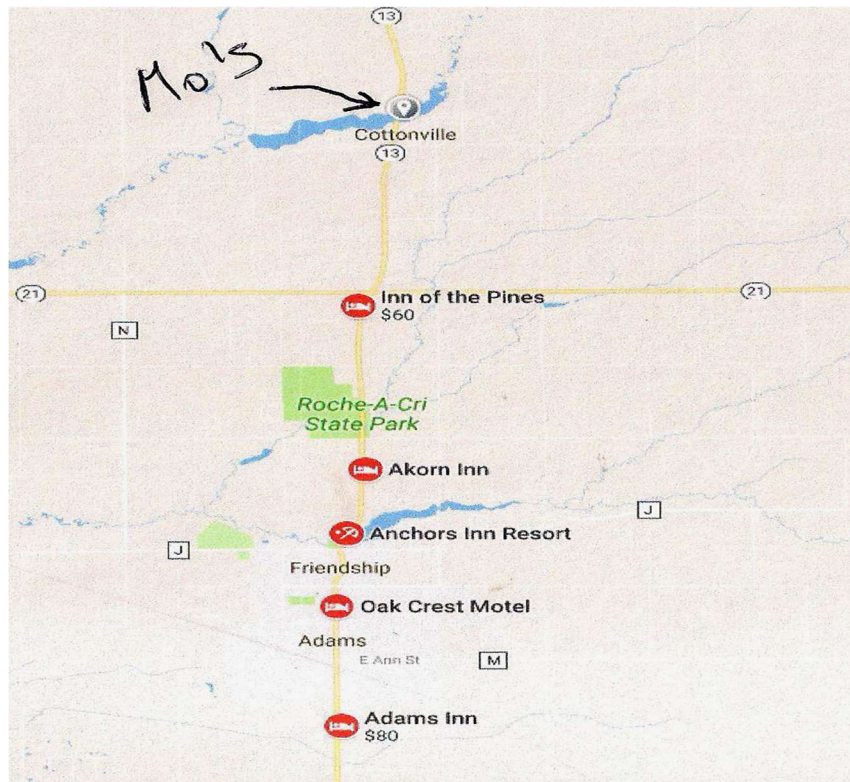 13
Mo's
Cottonville
13
21
Inn of the Pines
21
$60
N
Roche-A-Cri
State Park
Akorn Inn
J
Anchors Inn Resort
J
Friendship
Oak Crest Motel
Adams
E Ann St
M
Adams Inn
$80